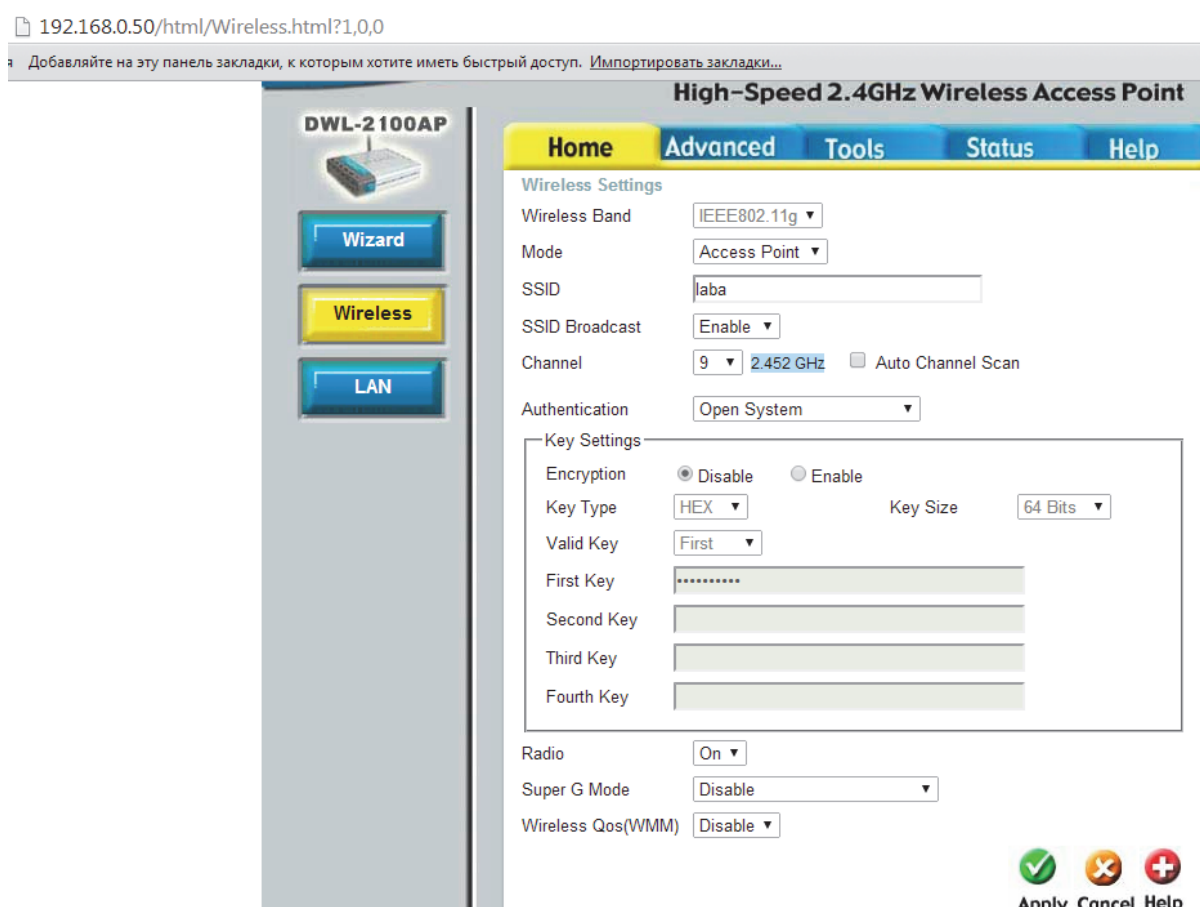 192.168.0.50/html/Wireless.html?1,0,0
я Добавляйте на эту панель закладки, к которым хотите иметь быстрый доступ. Импортировать закладки...
High-Speed 2.4GHz Wireless Access Point
DWL-2100AP
Home Advanced Tools Status Help
Wizard
Wireless
LAN
Wireless Settings
Wireless Band IEEE802.11g
Mode Access Point
SSID laba
SSID Broadcast Enable
Channel 9 2.452 GHz Auto Channel Scan
Authentication Open System
Key Settings
Encryption Disable Enable
Key Type HEX Key Size 64 Bits
Valid Key First
First Key ••••••••••
Second Key
Third Key
Fourth Key
Radio On
Super G Mode Disable
Wireless Qos(WMM) Disable
Apply Cancel Help